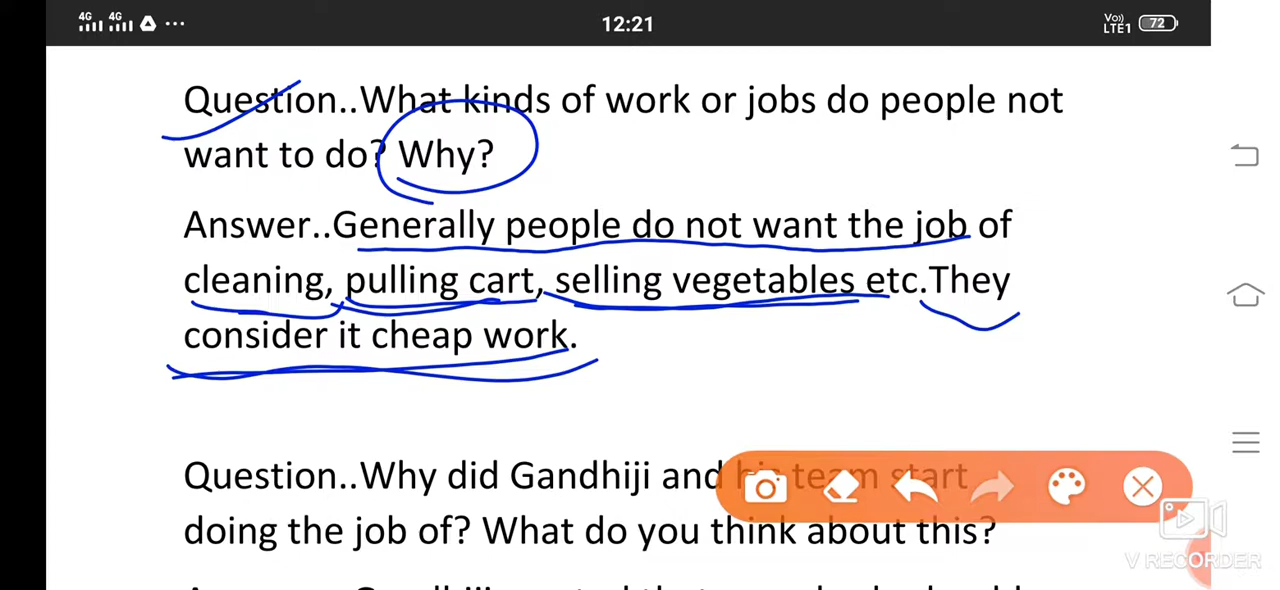 4G 4G ... 12:21 Vo)) LTE1 72
Question..What kinds of work or jobs do people not
want to do? Why?
Answer..Generally people do not want the job of
cleaning, pulling cart, selling vegetables etc.They
consider it cheap work.
Question..Why did Gandhiji and his team start
doing the job of? What do you think about this?
V RECORDER